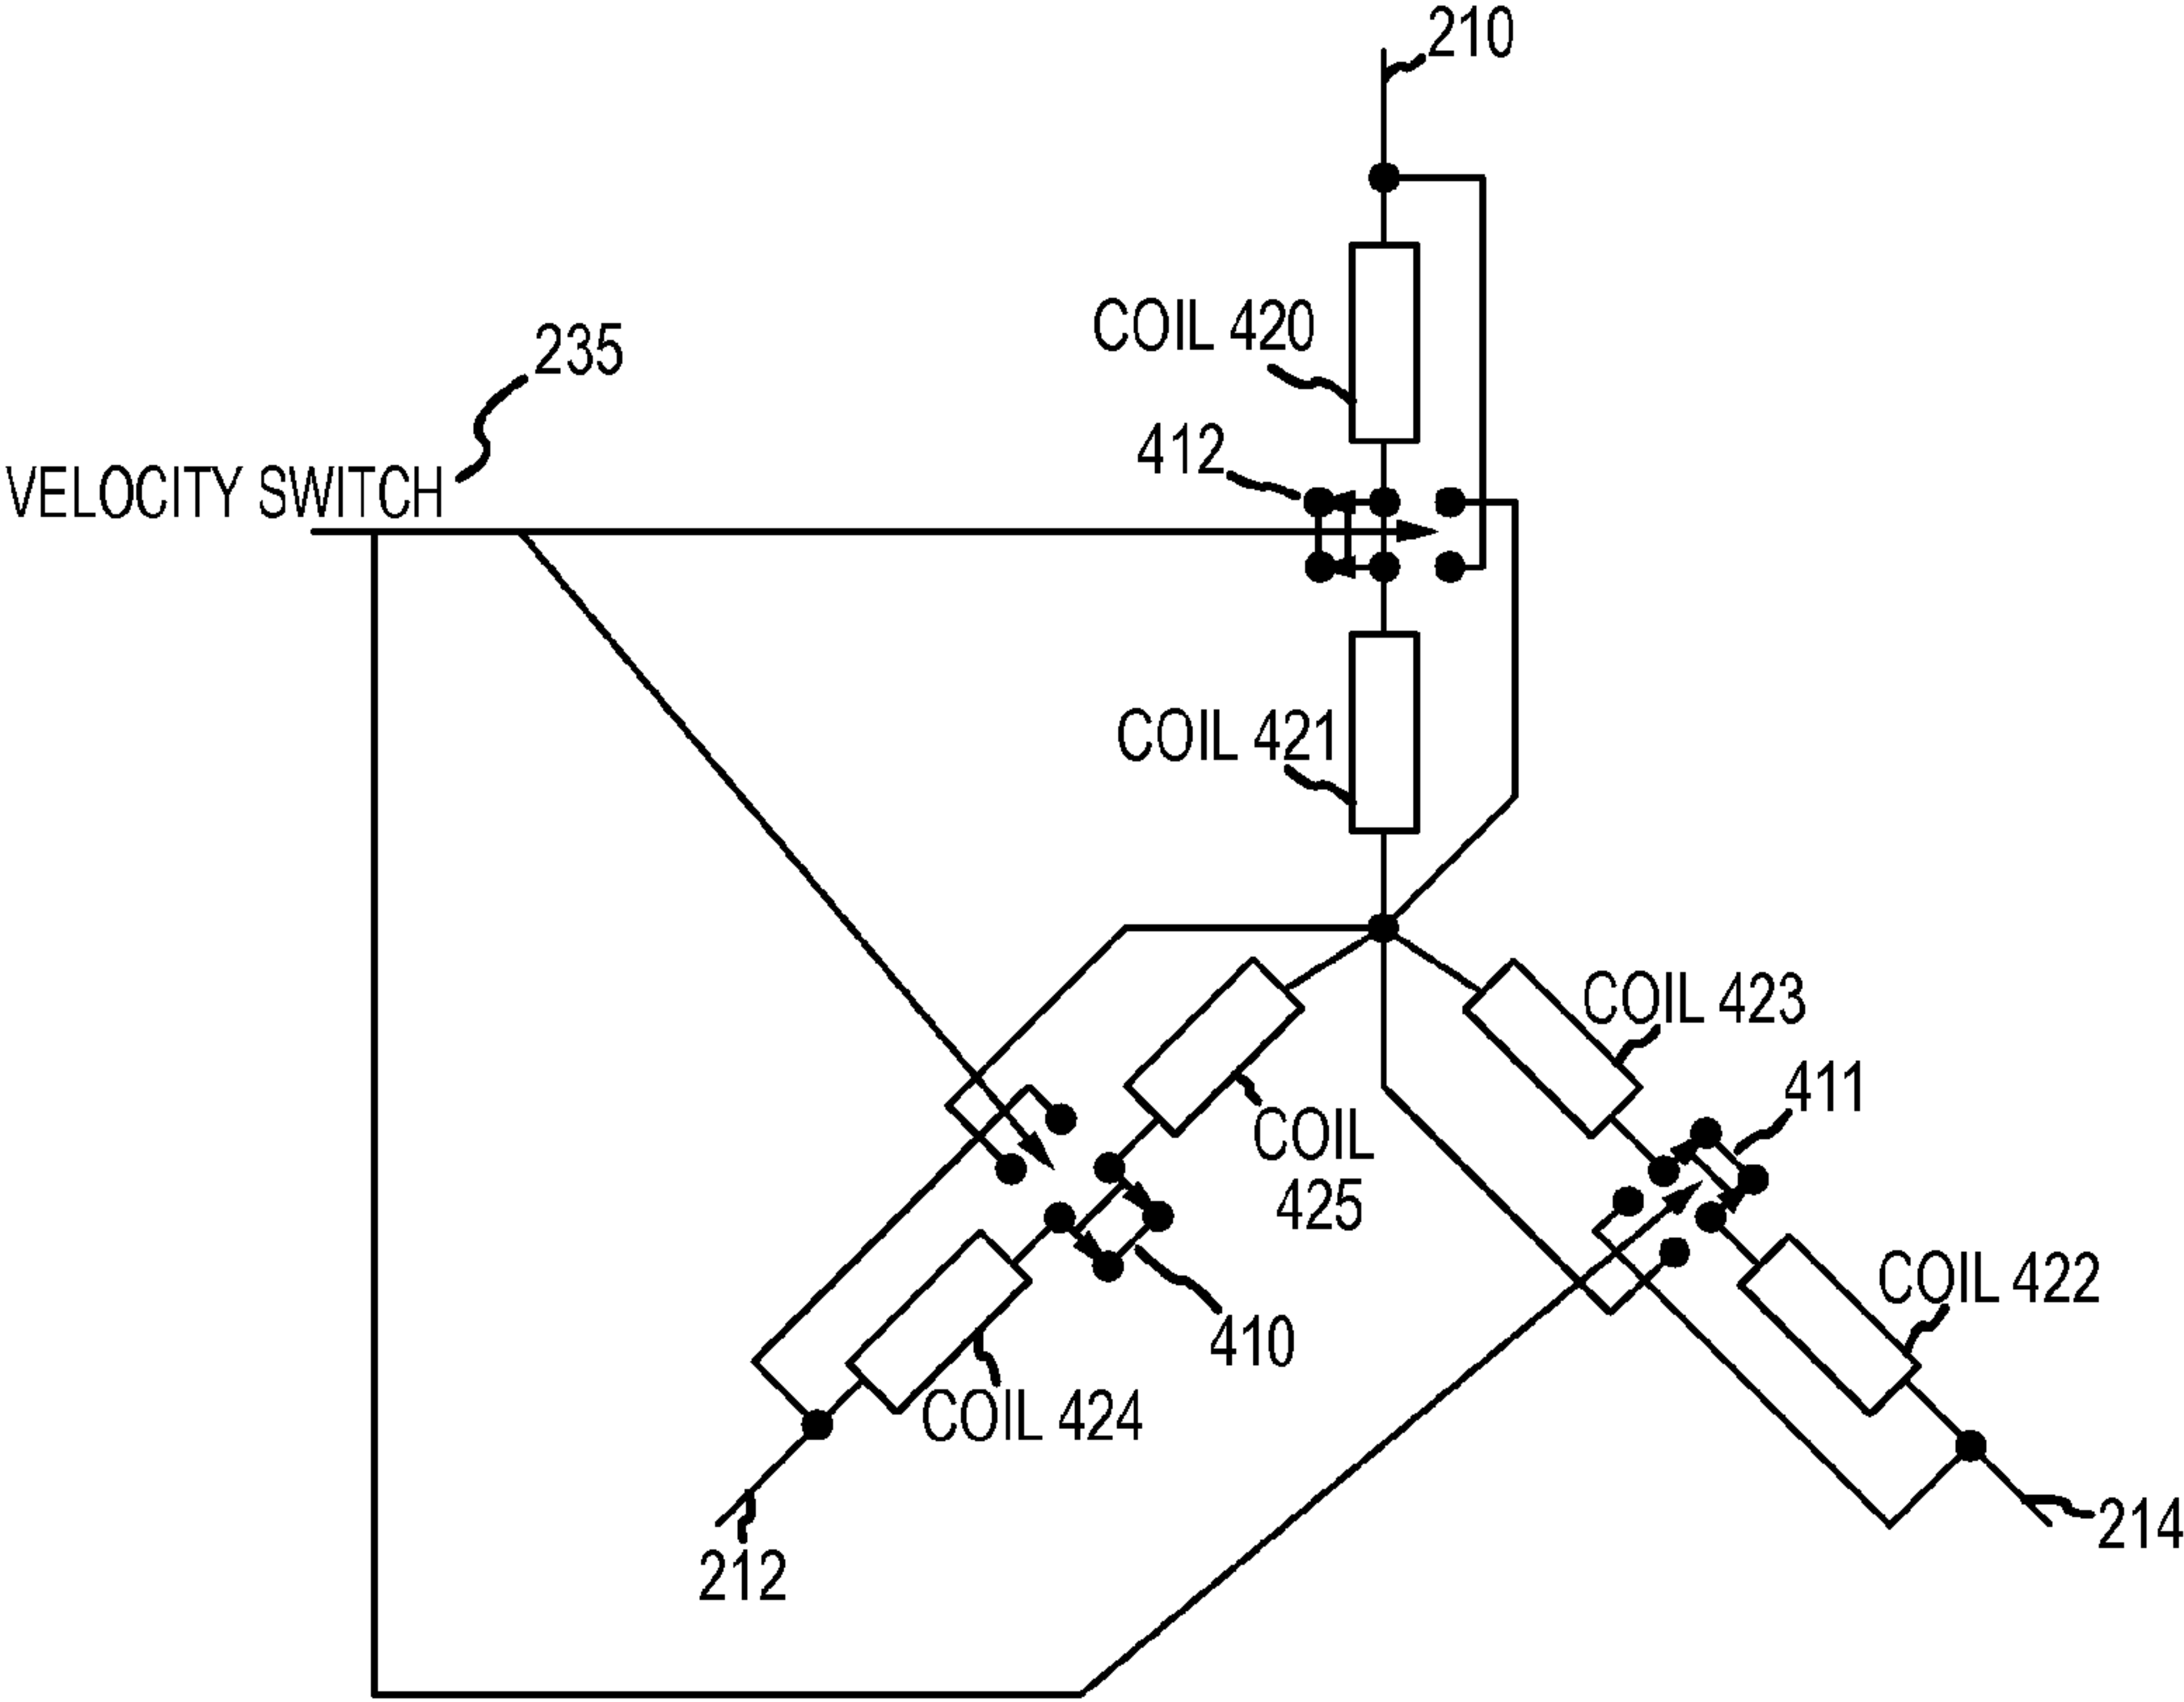 210
COIL 420
235
412
VELOCITY SWITCH
COIL 421
COIL 423
411
COIL
425
COIL 422
410
COIL 424
214
212